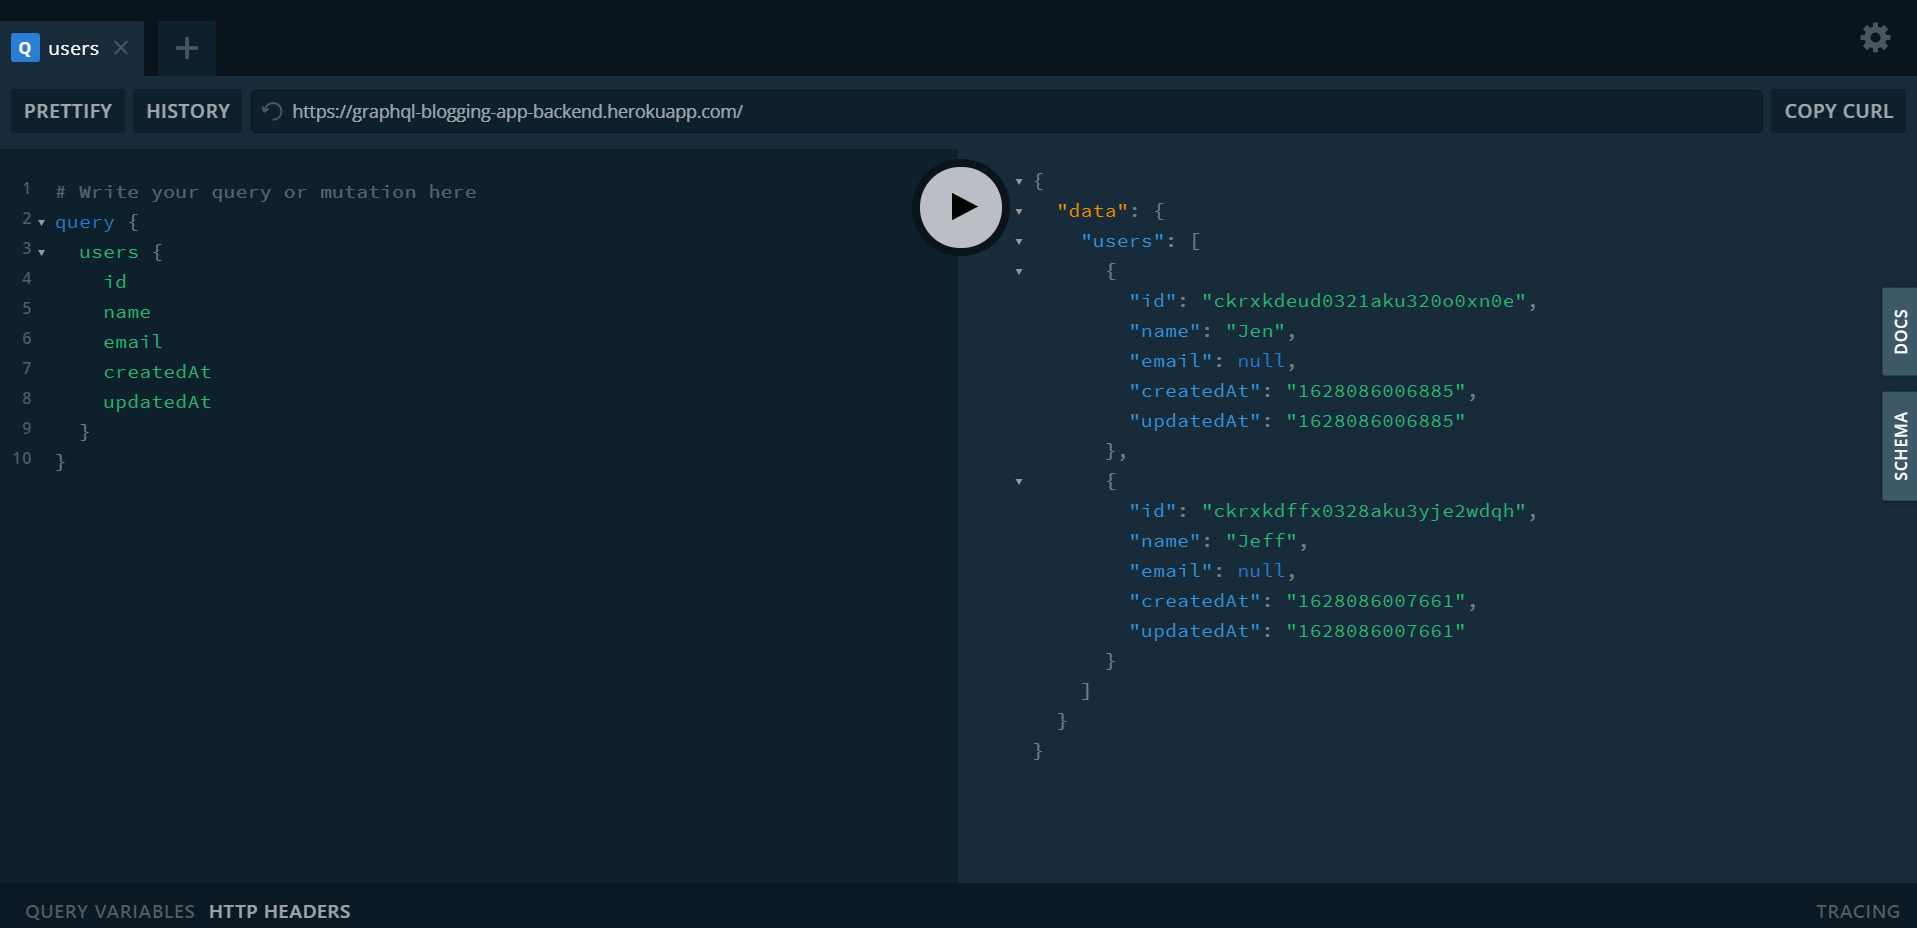 Q users
PRETTIFY HISTORY https://graphql-blogging-app-backend.herokuapp.com/ COPY CURL
1 # Write your query or mutation here
2 query {
3 users {
4 id
5 name
6 email
7 createdAt
8 updatedAt
9 }
10 }
{
"data": {
"users": [
{
"id": "ckrxkdeud0321aku320o0xn0e",
"name": "Jen",
"email": null,
"createdAt": "1628086006885",
"updatedAt": "1628086006885"
},
{
"id": "ckrxkdffx0328aku3yje2wdqh",
"name": "Jeff",
"email": null,
"createdAt": "1628086007661",
"updatedAt": "1628086007661"
}
]
}
}
DOCS
SCHEMA
QUERY VARIABLES HTTP HEADERS TRACING